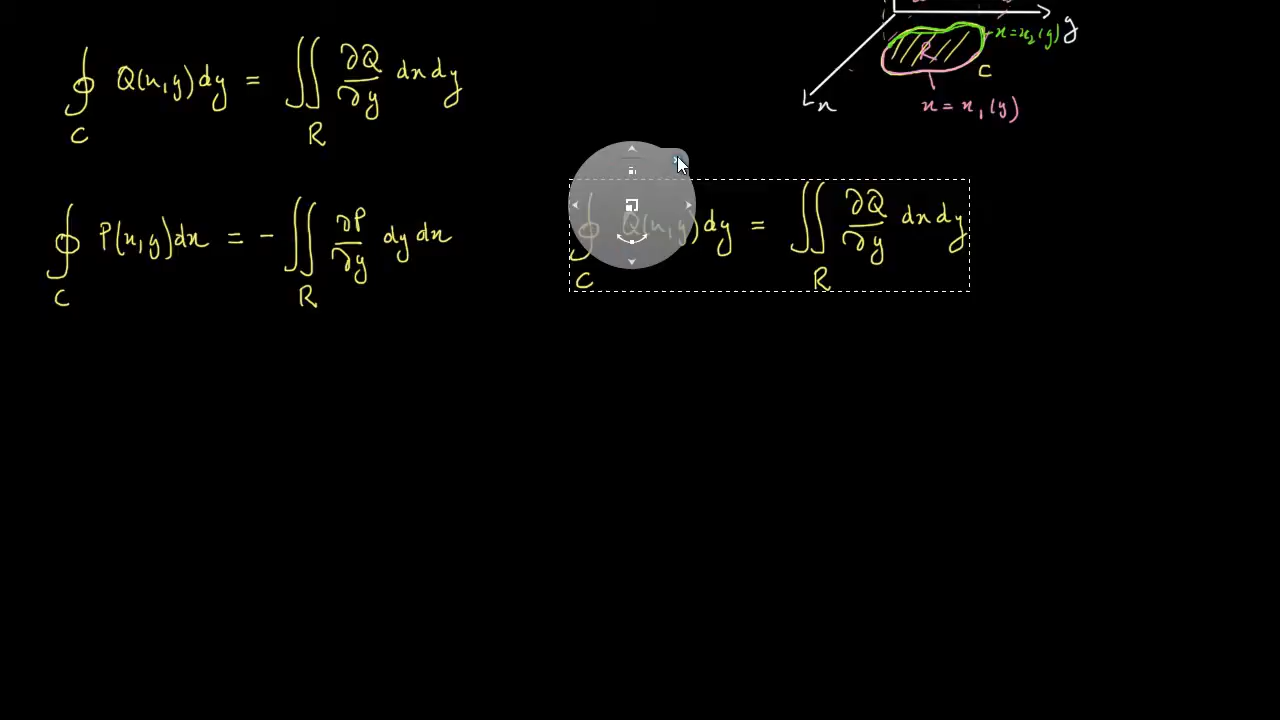 y
x = x₂(y)
R
C
x
x = x₁(y)
∮_C Q(x,y)dy = ∬_R ∂Q/∂y dx dy
∮_C P(x,y)dx = -∬_R ∂P/∂y dy dx
∮_C Q(x,y)dy = ∬_R ∂Q/∂y dx dy